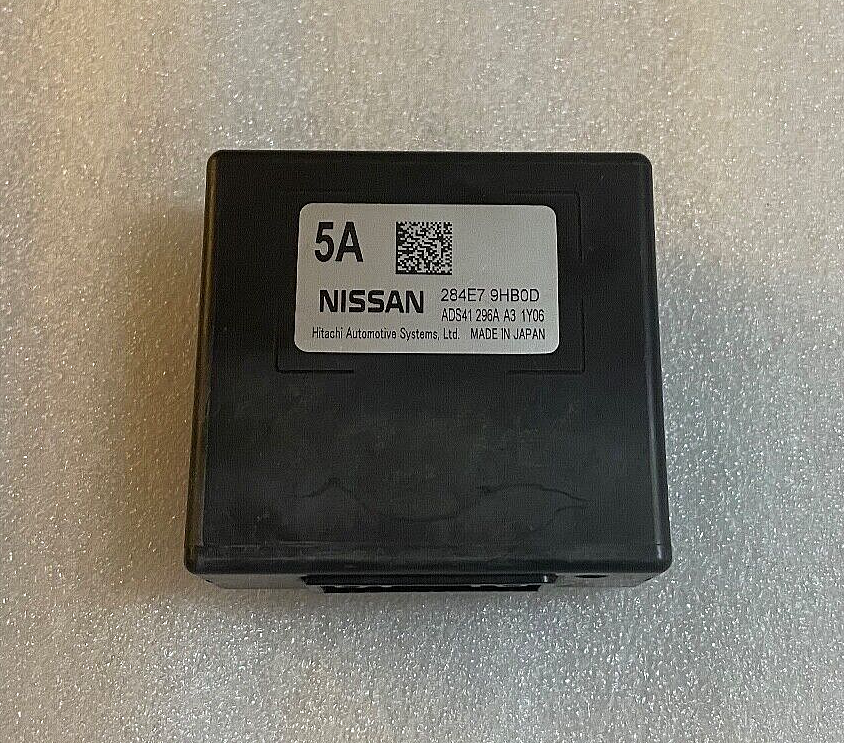 5A
NISSAN 284E7 9HB0D
ADS41 296A A3 1Y06
Hitachi Automotive Systems, Ltd. MADE IN JAPAN